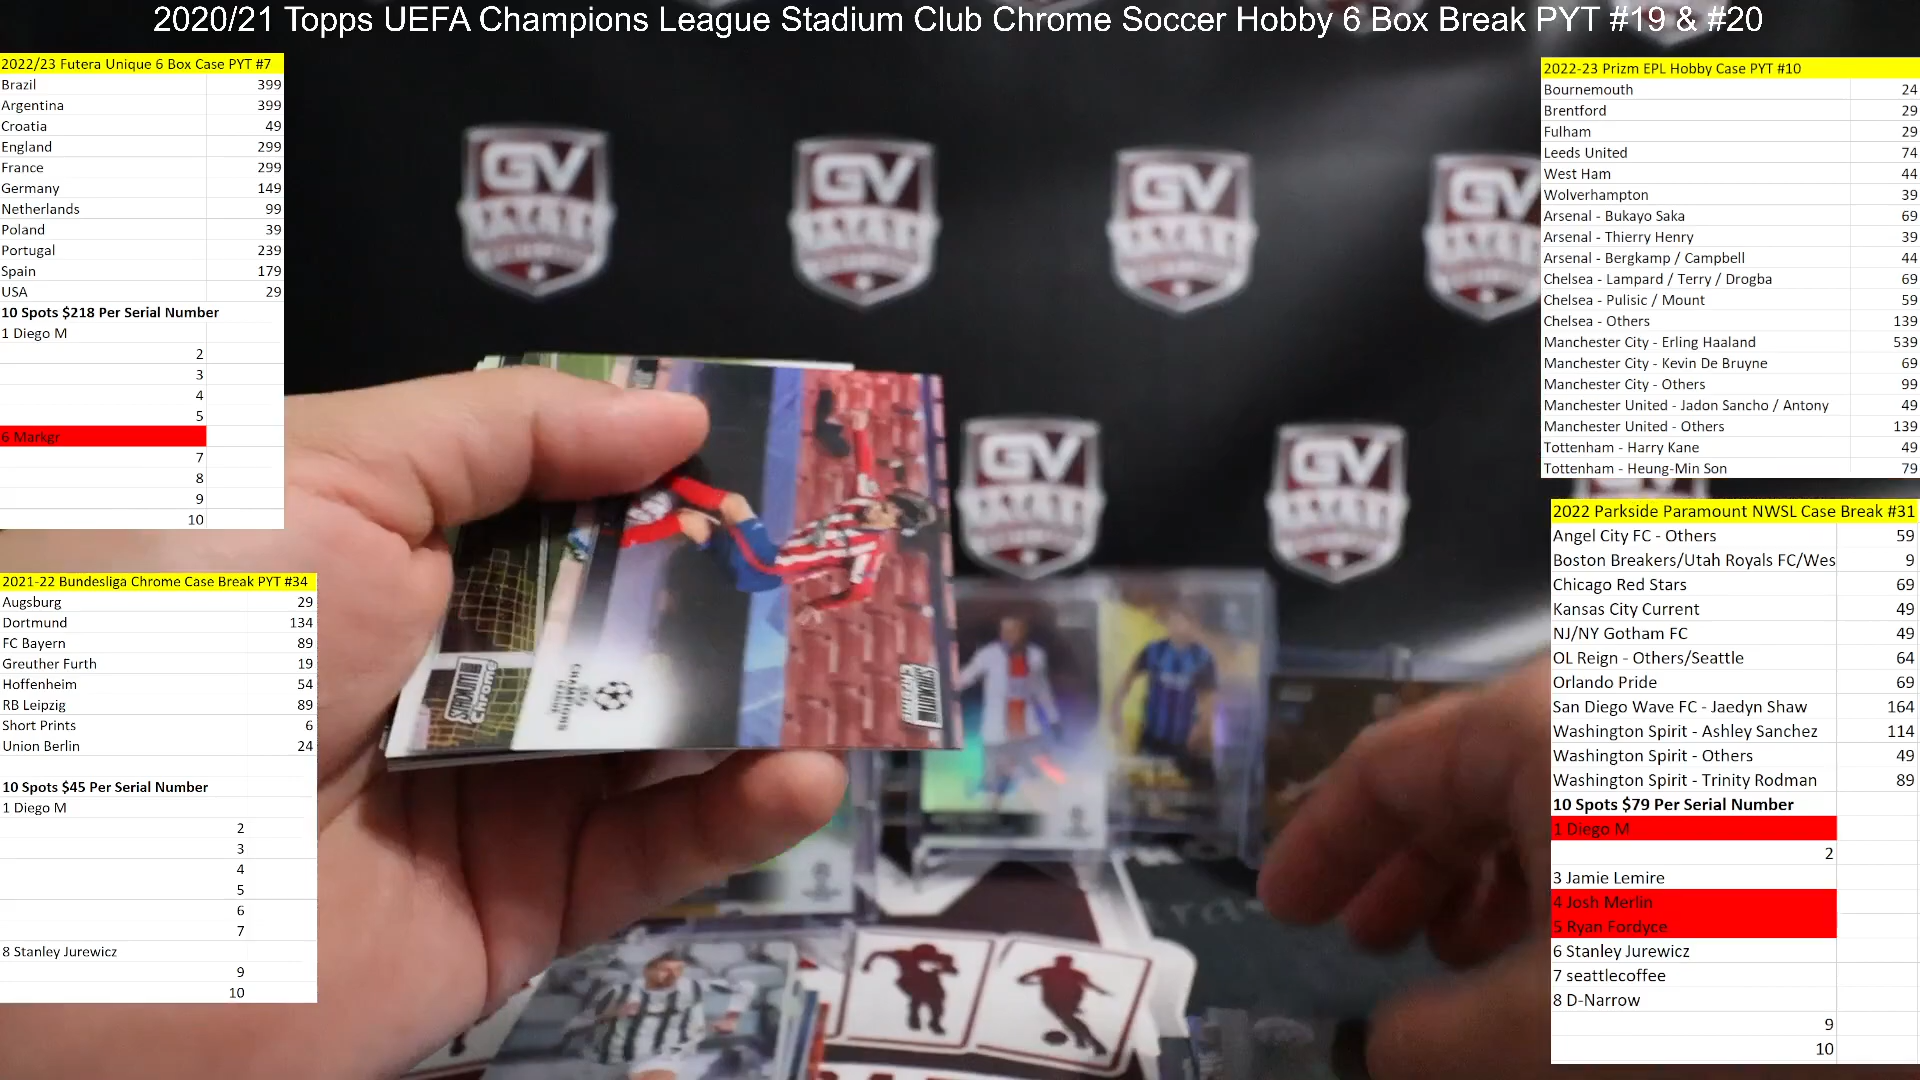 2020/21 Topps UEFA Champions League Stadium Club Chrome Soccer Hobby 6 Box Break PYT #19 & #20
2022/23 Futera Unique 6 Box Case PYT #7
Brazil 399
Argentina 399
Croatia 49
England 299
France 299
Germany 149
Netherlands 99
Poland 39
Portugal 239
Spain 179
USA 29
10 Spots $218 Per Serial Number
1 Diego M
2
3
4
5
6 Markgr
7
8
9
10
2021-22 Bundesliga Chrome Case Break PYT #34
Augsburg 29
Dortmund 134
FC Bayern 89
Greuther Furth 19
Hoffenheim 54
RB Leipzig 89
Short Prints 6
Union Berlin 24
10 Spots $45 Per Serial Number
1 Diego M
2
3
4
5
6
7
8 Stanley Jurewicz
9
10
GV
GV
GV
GV
GV
GV
STADIUM CLUB
Chrome
CHAMPIONS
LEAGUE
STADIUM CLUB
CHROME
2022-23 Prizm EPL Hobby Case PYT #10
Bournemouth 24
Brentford 29
Fulham 29
Leeds United 74
West Ham 44
Wolverhampton 39
Arsenal - Bukayo Saka 69
Arsenal - Thierry Henry 39
Arsenal - Bergkamp / Campbell 44
Chelsea - Lampard / Terry / Drogba 69
Chelsea - Pulisic / Mount 59
Chelsea - Others 139
Manchester City - Erling Haaland 539
Manchester City - Kevin De Bruyne 69
Manchester City - Others 99
Manchester United - Jadon Sancho / Antony 49
Manchester United - Others 139
Tottenham - Harry Kane 49
Tottenham - Heung-Min Son 79
2022 Parkside Paramount NWSL Case Break #31
Angel City FC - Others 59
Boston Breakers/Utah Royals FC/Wes 9
Chicago Red Stars 69
Kansas City Current 49
NJ/NY Gotham FC 49
OL Reign - Others/Seattle 64
Orlando Pride 69
San Diego Wave FC - Jaedyn Shaw 164
Washington Spirit - Ashley Sanchez 114
Washington Spirit - Others 49
Washington Spirit - Trinity Rodman 89
10 Spots $79 Per Serial Number
1 Diego M
2
3 Jamie Lemire
4 Josh Merlin
5 Ryan Fordyce
6 Stanley Jurewicz
7 seattlecoffee
8 D-Narrow
9
10